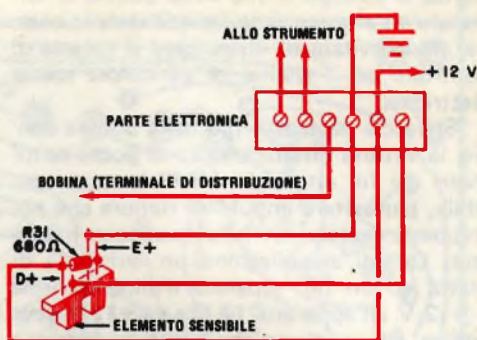 ALLO STRUMENTO
+ 12 V
PARTE ELETTRONICA
BOBINA (TERMINALE DI DISTRIBUZIONE)
R31
680Ω
E+
D+
ELEMENTO SENSIBILE